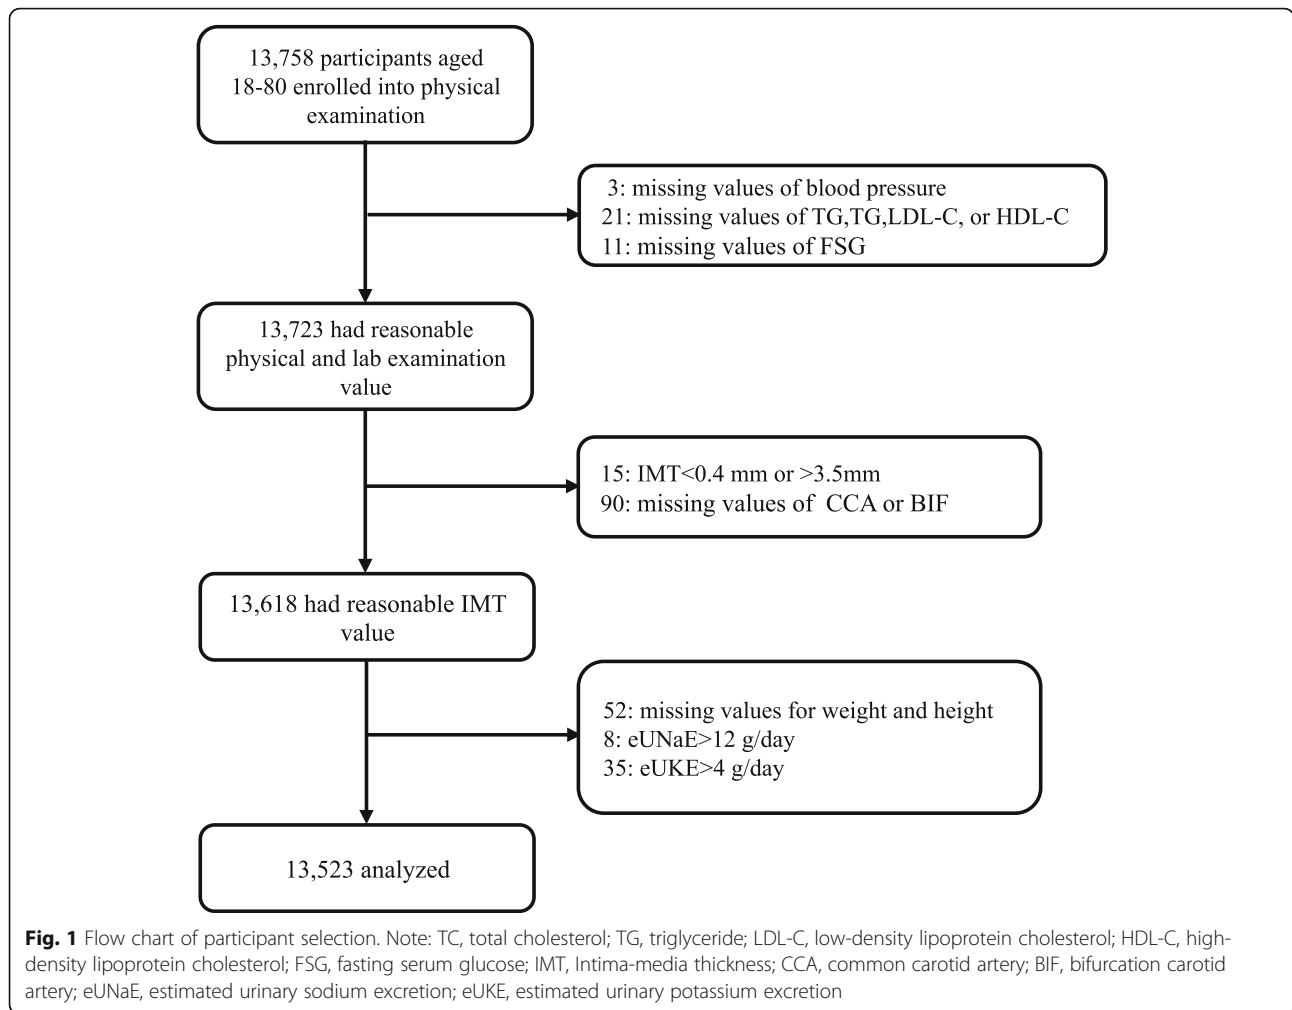 13,758 participants aged
18-80 enrolled into physical
examination
3: missing values of blood pressure
21: missing values of TG,TG,LDL-C, or HDL-C
11: missing values of FSG
13,723 had reasonable
physical and lab examination
value
15: IMT<0.4 mm or >3.5mm
90: missing values of CCA or BIF
13,618 had reasonable IMT
value
52: missing values for weight and height
8: eUNaE>12 g/day
35: eUKE>4 g/day
13,523 analyzed
Fig. 1 Flow chart of participant selection. Note: TC, total cholesterol; TG, triglyceride; LDL-C, low-density lipoprotein cholesterol; HDL-C, high-
density lipoprotein cholesterol; FSG, fasting serum glucose; IMT, Intima-media thickness; CCA, common carotid artery; BIF, bifurcation carotid
artery; eUNaE, estimated urinary sodium excretion; eUKE, estimated urinary potassium excretion